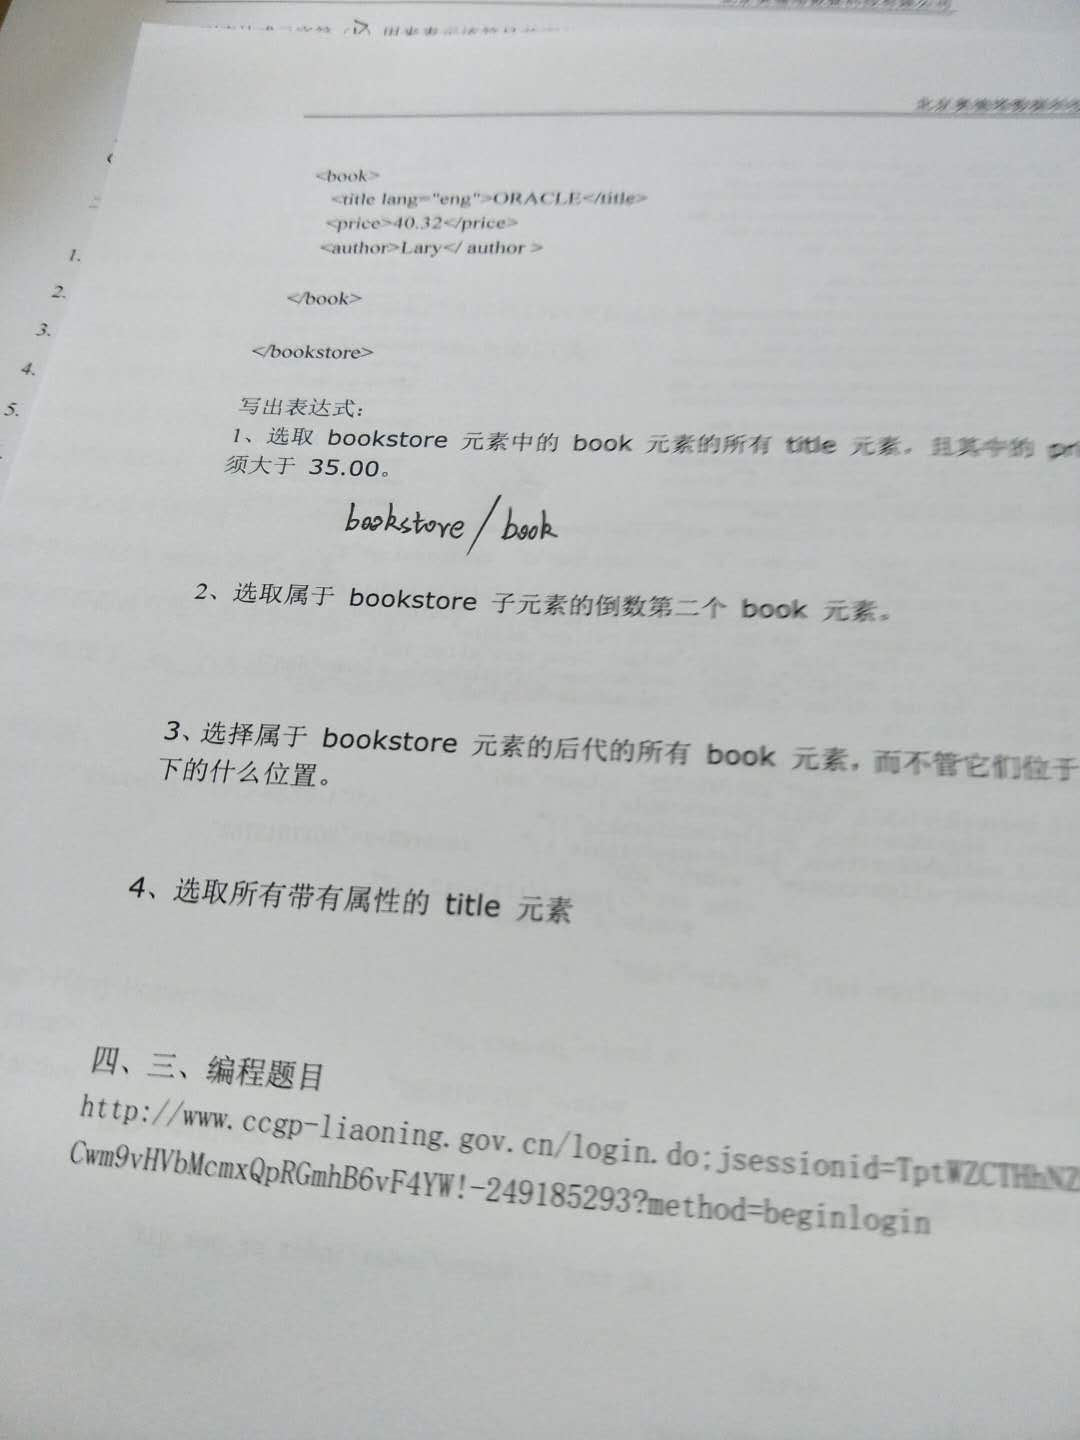 <book>
<title lang="eng">ORACLE</title>
<price>40.32</price>
<author>Lary</ author >
</book>
</bookstore>
1.
2.
3.
4.
5.
写出表达式：
1、选取 bookstore 元素中的 book 元素的所有 title 元素，且其中的
须大于 35.00。
bookstore/book
2、选取属于 bookstore 子元素的倒数第二个 book 元素。
3、选择属于 bookstore 元素的后代的所有 book 元素，而不管它们位于
下的什么位置。
4、选取所有带有属性的 title 元素
四、三、编程题目
http://www.ccgp-liaoning.gov.cn/login.do;jsessionid=TptWZCTHhNZ
Cwm9vHVbMcmxQpRGmhB6vF4YW!-249185293?method=beginlogin